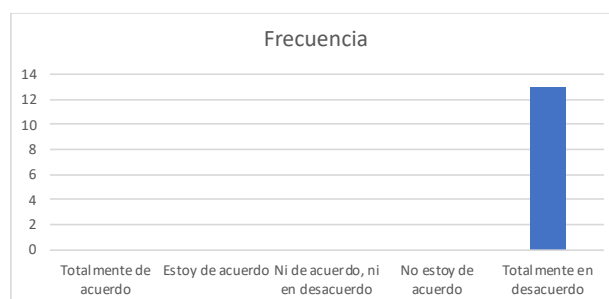 Frecuencia
14
12
10
8
6
4
2
0
Totalmente de acuerdo
Estoy de acuerdo
Ni de acuerdo, ni en desacuerdo
No estoy de acuerdo
Totalmente en desacuerdo